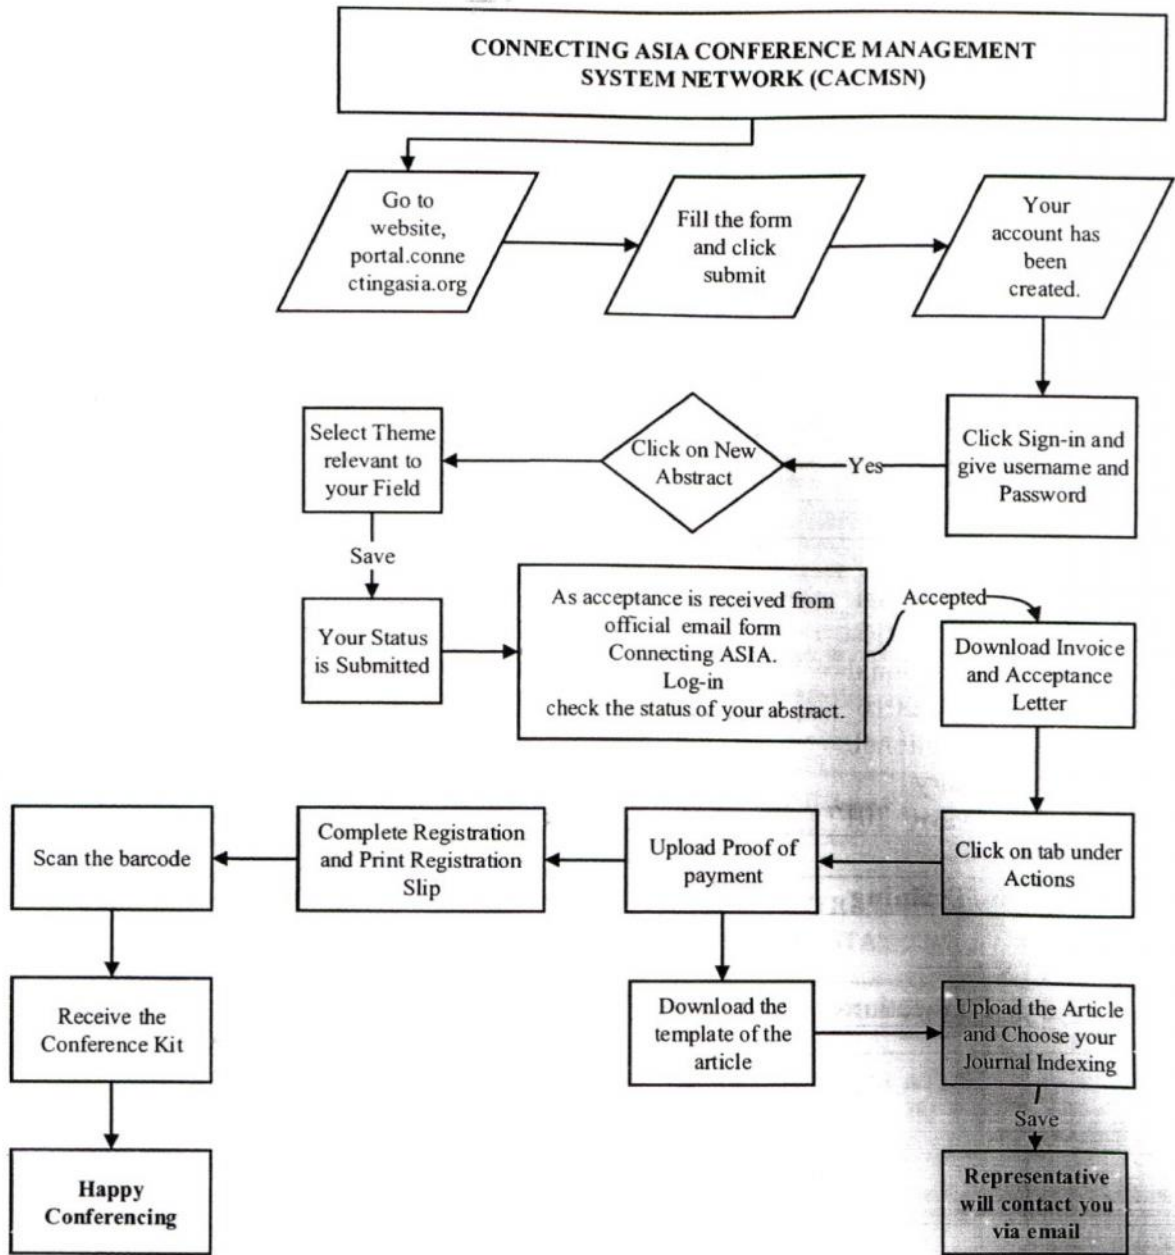 CONNECTING ASIA CONFERENCE MANAGEMENT
SYSTEM NETWORK (CACMSN)
Go to
website,
portal.conne
ctingasia.org
Fill the form
and click
submit
Your
account has
been
created.
Click Sign-in and
give username and
Password
Yes
Click on New
Abstract
Select Theme
relevant to
your Field
Save
Your Status
is Submitted
As acceptance is received from
official email form
Connecting ASIA.
Log-in
check the status of your abstract.
Accepted
Download Invoice
and Acceptance
Letter
Click on tab under
Actions
Upload Proof of
payment
Complete Registration
and Print Registration
Slip
Scan the barcode
Receive the
Conference Kit
Happy
Conferencing
Download the
template of the
article
Upload the Article
and Choose your
Journal Indexing
Save
Representative
will contact you
via email